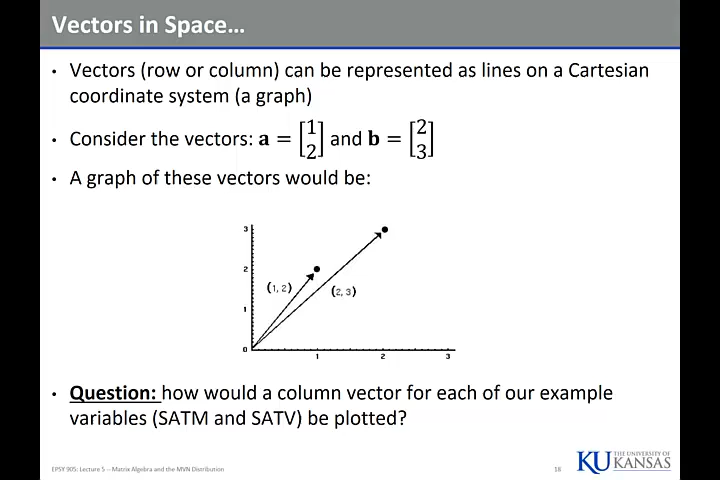 Vectors in Space…
• Vectors (row or column) can be represented as lines on a Cartesian
coordinate system (a graph)
• Consider the vectors: a = [1 2] and b = [2 3]
• A graph of these vectors would be:
3
2
1
0
(1, 2)
(2, 3)
1 2 3
• Question: how would a column vector for each of our example
variables (SATM and SATV) be plotted?
EPSY 905: Lecture 5 -- Matrix Algebra and the MVN Distribution
18
KU THE UNIVERSITY OF
KANSAS